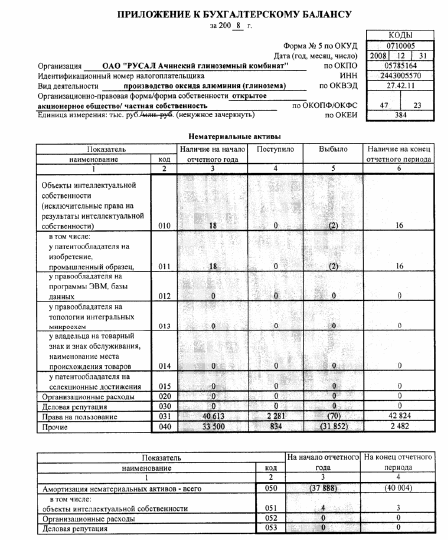 ПРИЛОЖЕНИЕ К БУХГАЛТЕРСКОМУ БАЛАНСУ
за 200 8 г.
КОДЫ
Форма № 5 по ОКУД 0710005
Дата (год, месяц, число) 2008 12 31
Организация ОАО "РУСАЛ Ачинский глиноземный комбинат" по ОКПО 05785164
Идентификационный номер налогоплательщика ИНН 2443005570
Вид деятельности производство оксида алюминия (глинозема) по ОКВЭД 27.42.11
Организационно-правовая форма/форма собственности открытое
акционерное общество/ частная собственность по ОКОПФ/ОКФС 47 23
Единица измерения: тыс. руб./млн. руб. (ненужное зачеркнуть) по ОКЕИ 384
Нематериальные активы
Показатель Наличие на начало отчетного года Поступило Выбыло Наличие на конец отчетного периода
наименование код
1 2 3 4 5 6
Объекты интеллектуальной
собственности
(исключительные права на
результаты интеллектуальной
собственности) 010 18 0 (2) 16
в том числе:
у патентообладателя на
изобретение,
промышленный образец, 011 18 0 (2) 16
у правообладателя на
программы ЭВМ, базы
данных 012 0 0 0 0
у правообладателя на
топологии интегральных
микросхем 013 0 0 0 0
у владельца на товарный
знак и знак обслуживания,
наименование места
происхождения товаров 014 0 0 0 0
у патентообладателя на
селекционные достижения 015 0 0 0 0
Организационные расходы 020 0 0 0 0
Деловая репутация 030 0 0 0 0
Права на пользование 031 40 613 2 281 (70) 42 824
Прочие 040 33 500 834 (31 852) 2 482
Показатель На начало отчетного года На конец отчетного периода
наименование код
1 2 3 4
Амортизация нематериальных активов - всего 050 (37 888) (40 004)
в том числе:
объекты интеллектуальной собственности 051 4 3
Организационные расходы 052 0 0
Деловая репутация 053 0 0